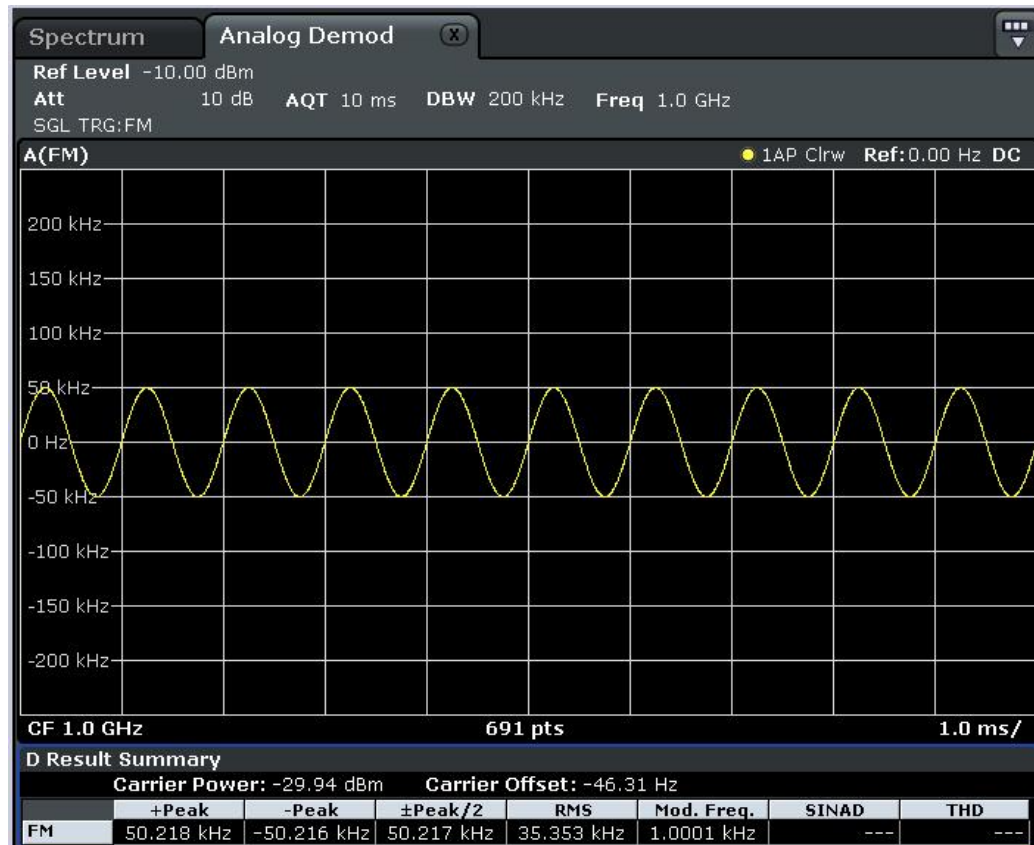 Spectrum Analog Demod X
Ref Level -10.00 dBm
Att 10 dB AQT 10 ms DBW 200 kHz Freq 1.0 GHz
SGL TRG:FM
A(FM) 1AP Clrw Ref:0.00 Hz DC
200 kHz
150 kHz
100 kHz
50 kHz
0 Hz
-50 kHz
-100 kHz
-150 kHz
-200 kHz
CF 1.0 GHz 691 pts 1.0 ms/
D Result Summary
Carrier Power: -29.94 dBm Carrier Offset: -46.31 Hz
+Peak -Peak ±Peak/2 RMS Mod. Freq. SINAD THD
FM 50.218 kHz -50.216 kHz 50.217 kHz 35.353 kHz 1.0001 kHz --- ---